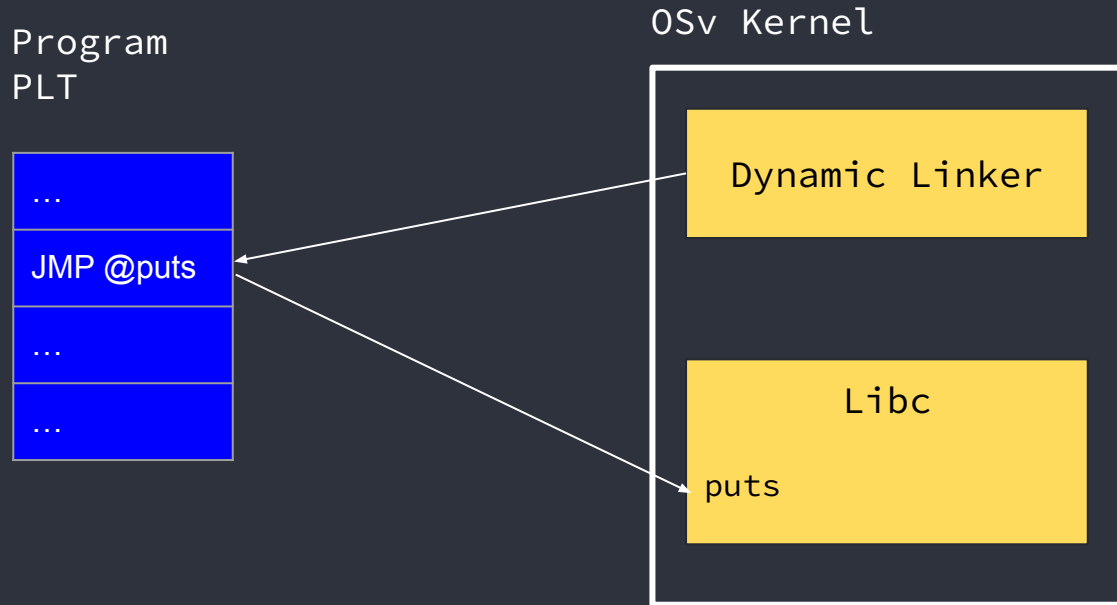 Program
PLT
…
JMP @puts
…
…
OSv Kernel
Dynamic Linker
Libc
puts